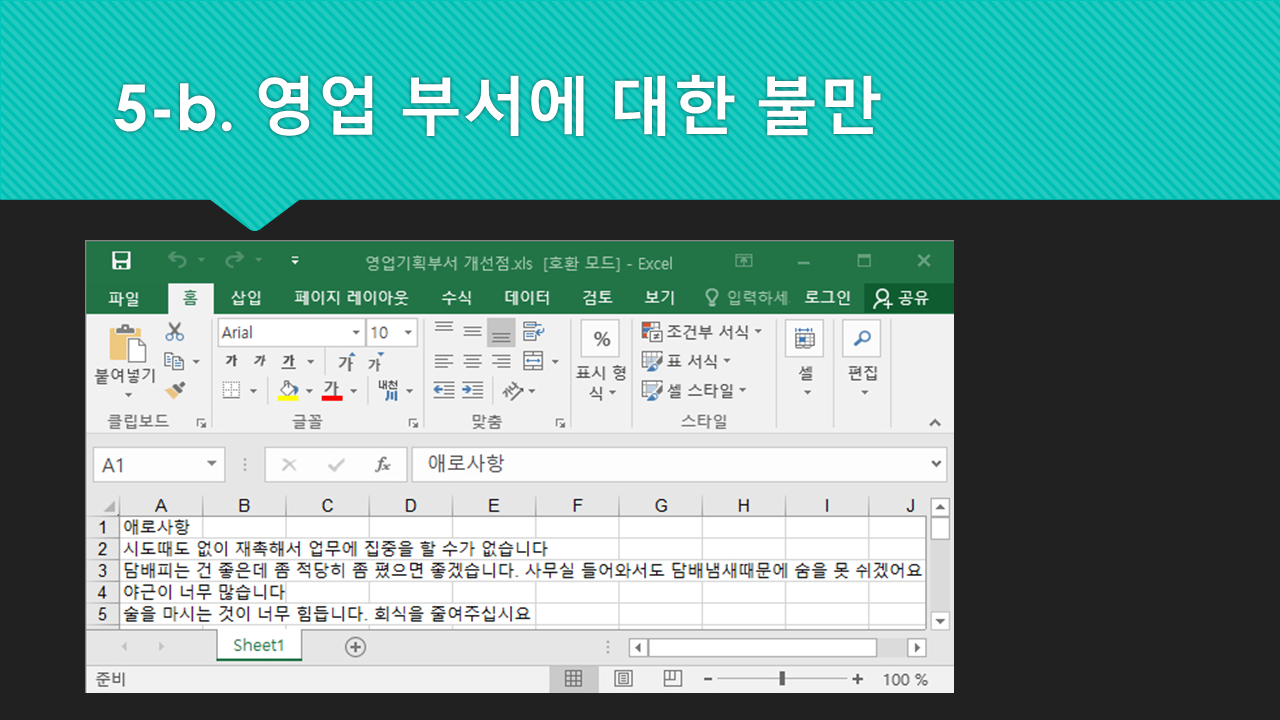 5-b. 영업 부서에 대한 불만
영업기획부서 개선점.xls [호환 모드] - Excel
파일 홈 삽입 페이지 레이아웃 수식 데이터 검토 보기 입력하세 로그인 공유
붙여넣기
클립보드
Arial 10
가 가 가 가 가
가 내천 川
글꼴
맞춤
%
표시 형
식
조건부 서식
표 서식
셀 스타일
스타일
셀
편집
A1 fx 애로사항
A B C D E F G H I J
1 애로사항
2 시도때도 없이 재촉해서 업무에 집중을 할 수가 없습니다
3 담배피는 건 좋은데 좀 적당히 좀 폈으면 좋겠습니다. 사무실 들어와서도 담배냄새때문에 숨을 못 쉬겠어요
4 야근이 너무 많습니다
5 술을 마시는 것이 너무 힘듭니다. 회식을 줄여주십시요
Sheet1
준비 100 %